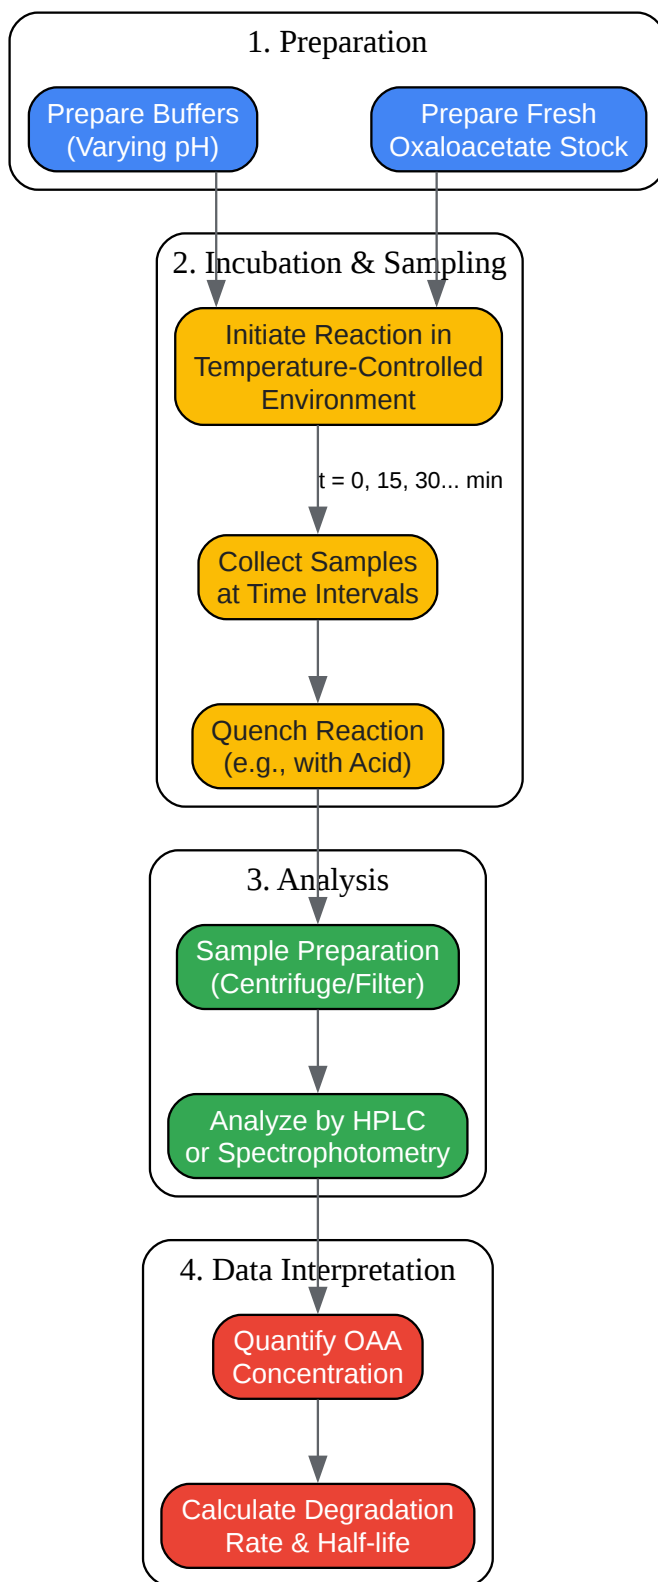 1. Preparation
Prepare Buffers
(Varying pH)
Prepare Fresh
Oxaloacetate Stock
2. Incubation & Sampling
Initiate Reaction in
Temperature-Controlled
Environment
t = 0, 15, 30... min
Collect Samples
at Time Intervals
Quench Reaction
(e.g., with Acid)
3. Analysis
Sample Preparation
(Centrifuge/Filter)
Analyze by HPLC
or Spectrophotometry
4. Data Interpretation
Quantify OAA
Concentration
Calculate Degradation
Rate & Half-life